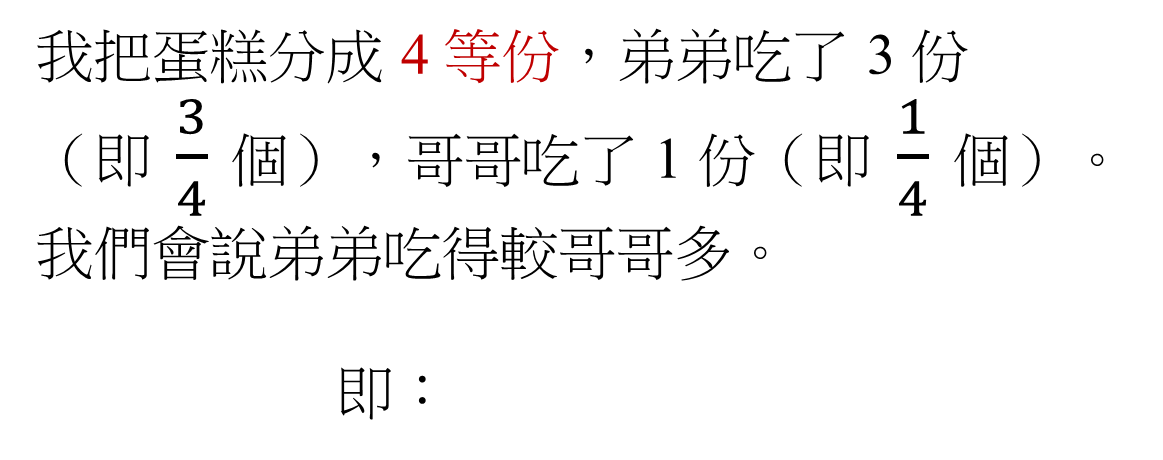 我把蛋糕分成 4 等份，弟弟吃了 3 份
（即 3/4 個），哥哥吃了 1 份（即 1/4 個）。
我們會說弟弟吃得較哥哥多。
即：